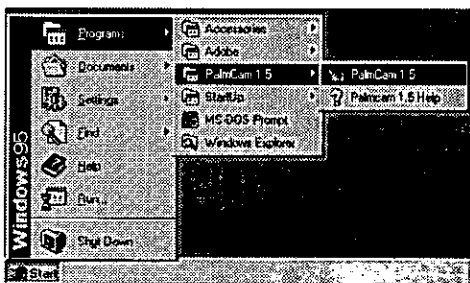 Programs
Documents
Settings
Find
Help
Run...
Shut Down
Windows95
Start
Accessories
Adobe
PalmCam 1.5
StartUp
MS-DOS Prompt
Windows Explorer
PalmCam 1.5
Palmcam 1.5 Help